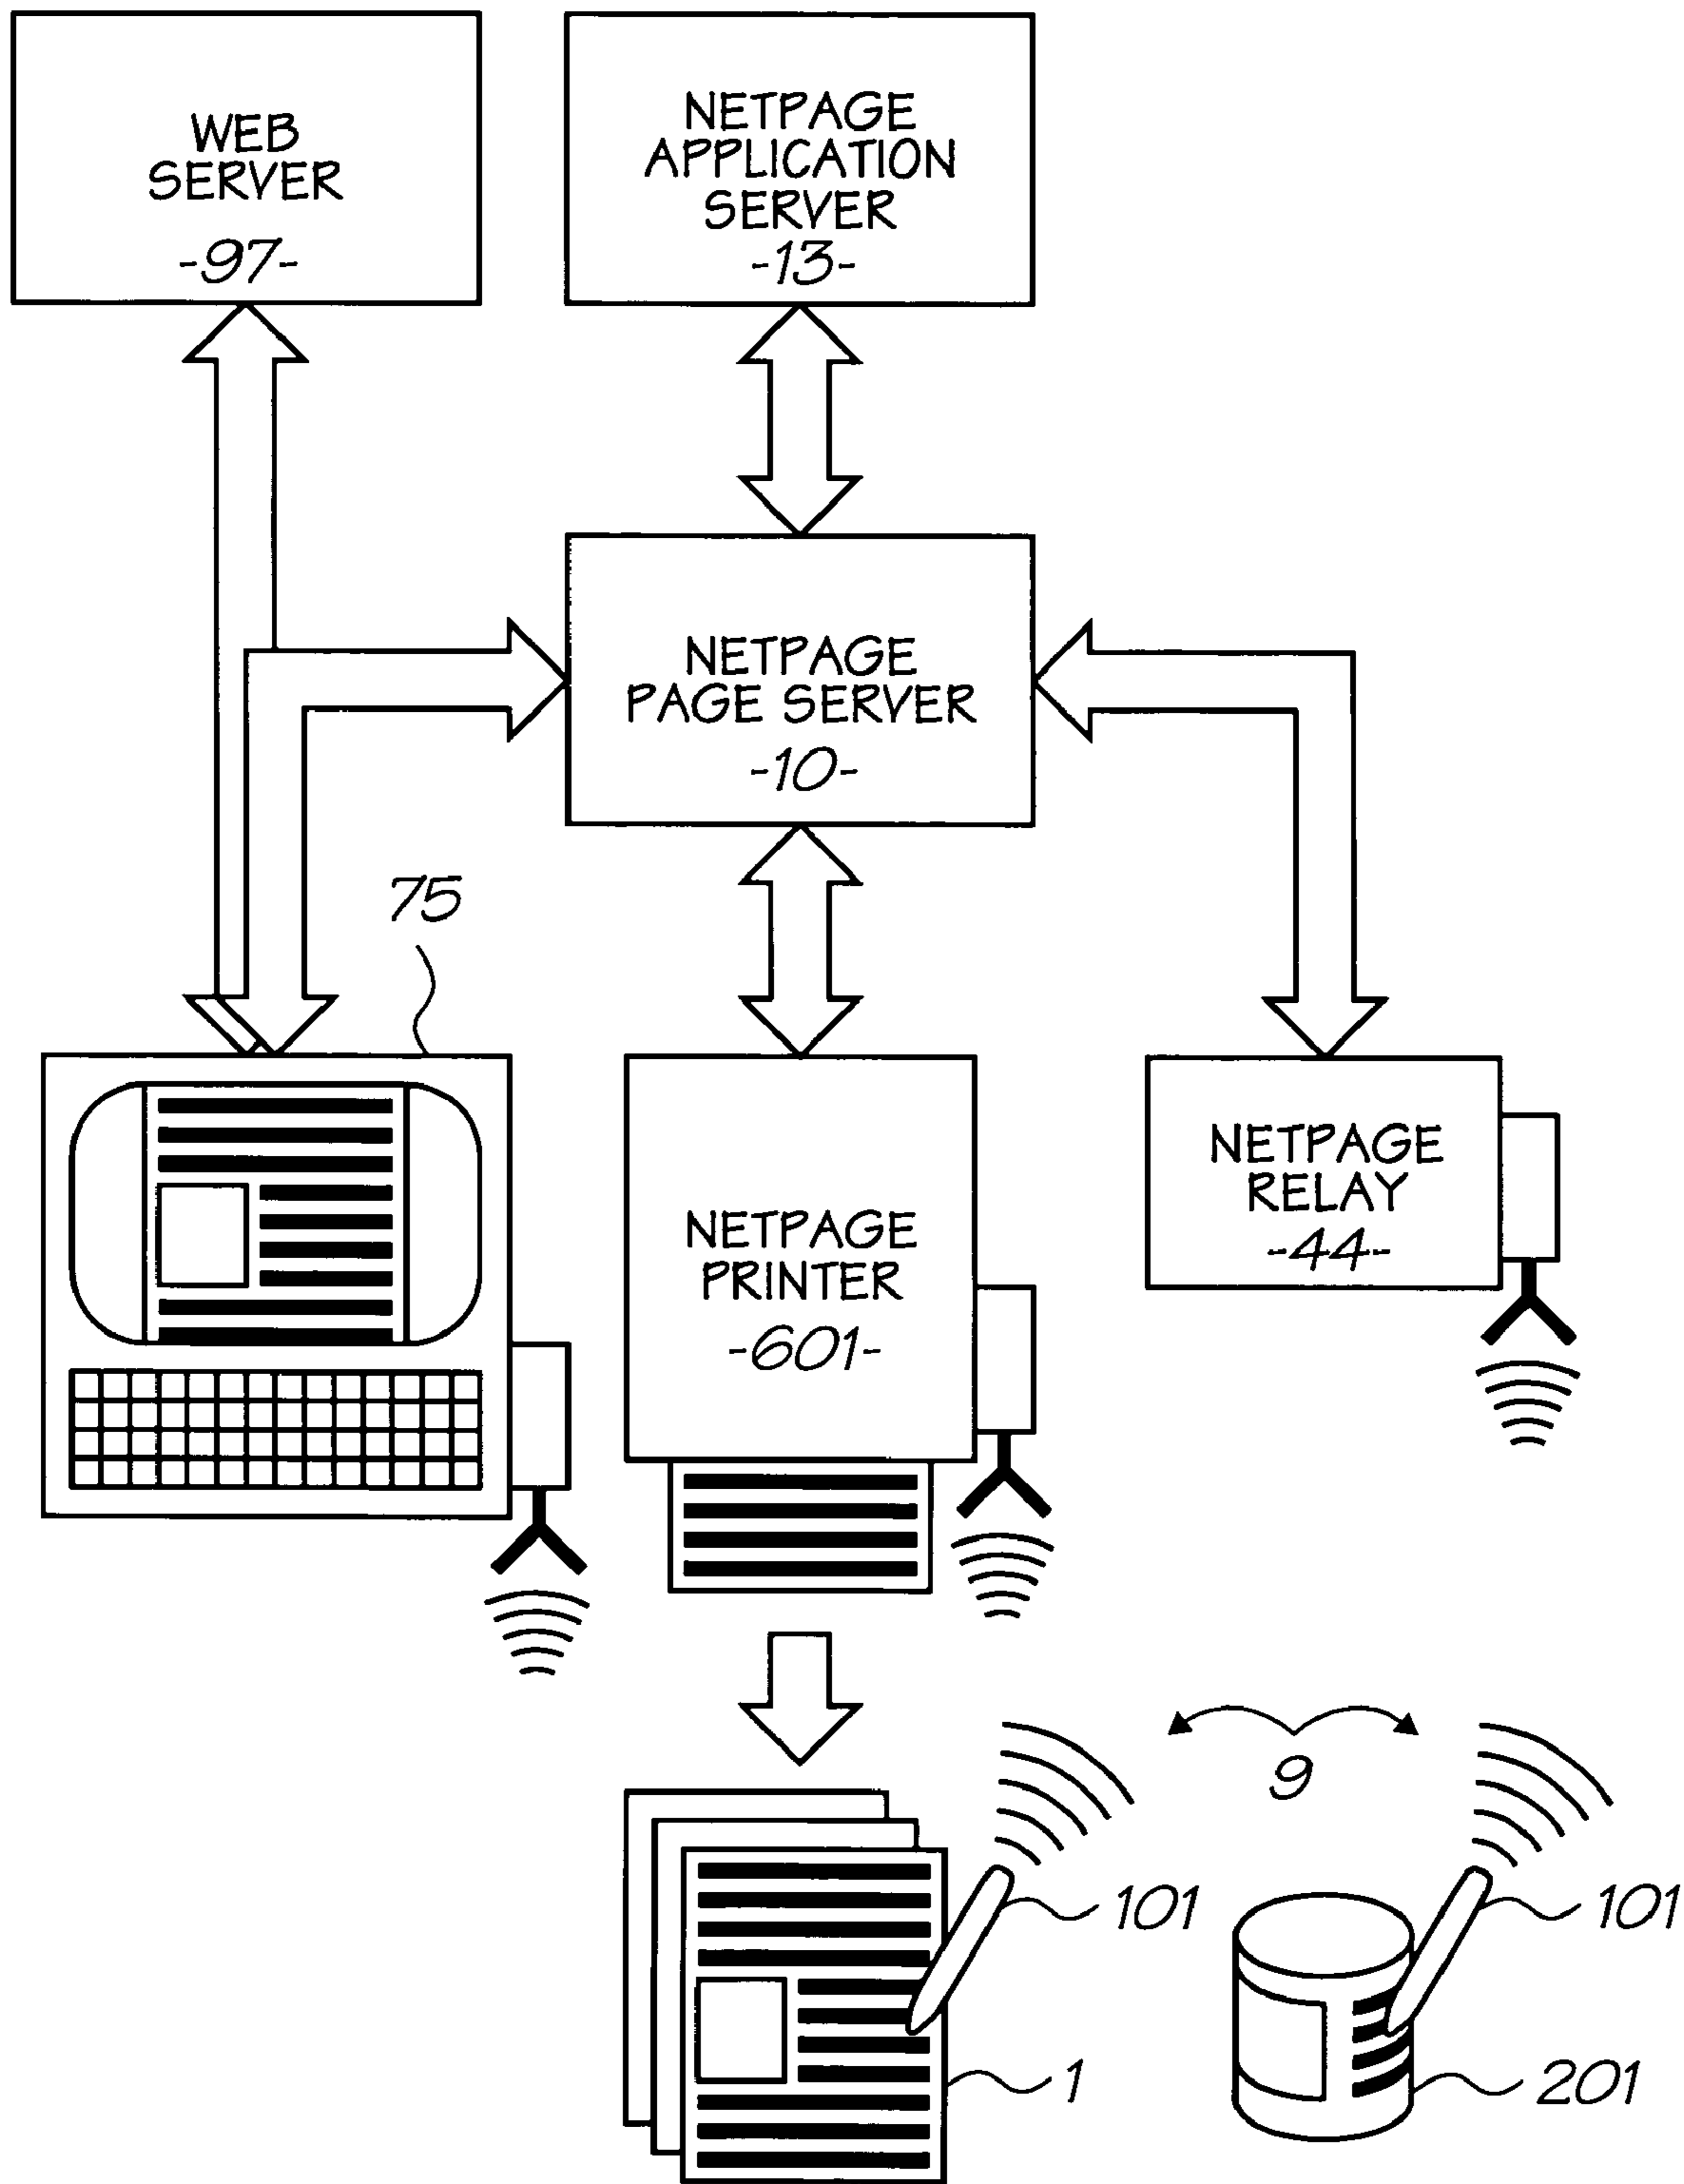 WEB
SERVER
-97-
NETPAGE
APPLICATION
SERVER
-13-
NETPAGE
PAGE SERVER
-10-
75
NETPAGE
PRINTER
-601-
NETPAGE
RELAY
-44-
9
101
101
1
201